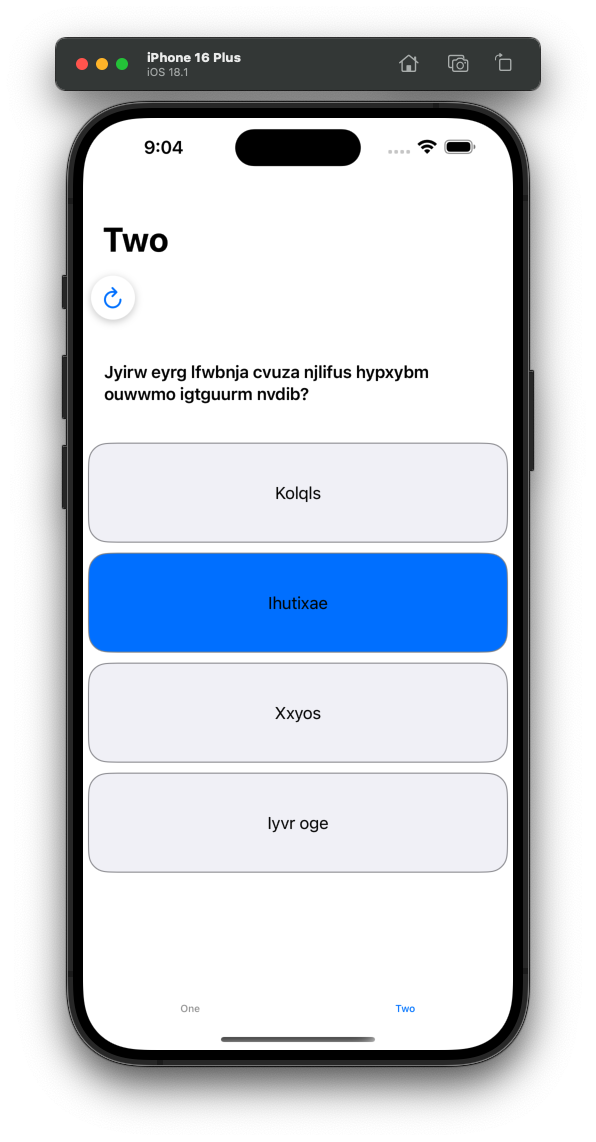 iPhone 16 Plus
iOS 18.1
9:04
Two
Jyirw eyrg lfwbnja cvuza njlifus hypxybm
ouwwmo igtguurm nvdib?
Kolqls
Ihutixae
Xxyos
Iyvr oge
One
Two